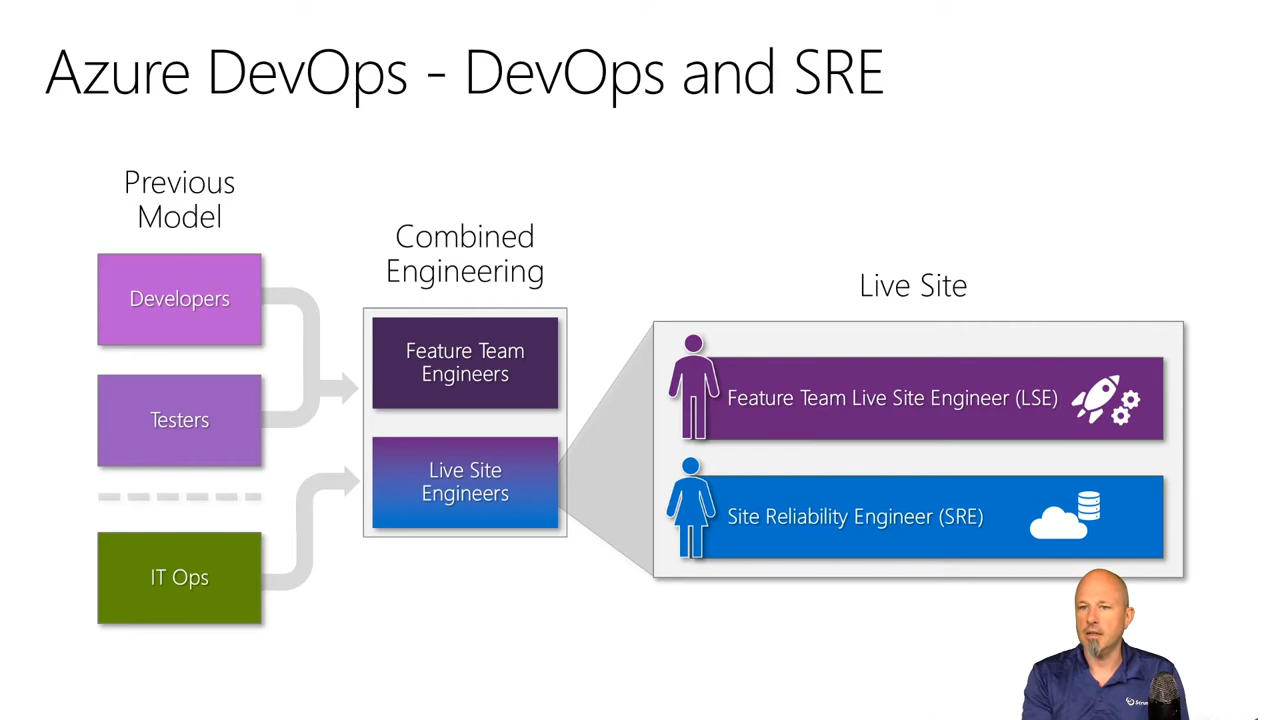 Azure DevOps - DevOps and SRE
Previous
Model
Developers
Testers
IT Ops
Combined
Engineering
Feature Team
Engineers
Live Site
Engineers
Live Site
Feature Team Live Site Engineer (LSE)
Site Reliability Engineer (SRE)